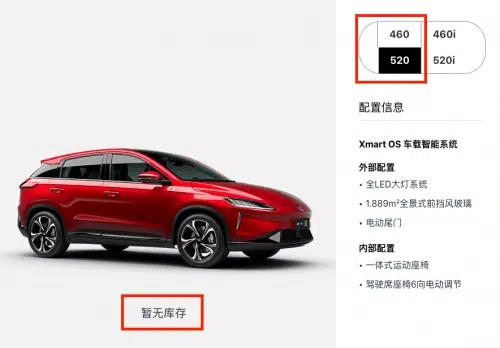 460 460i
520 520i
配置信息
Xmart OS 车载智能系统
外部配置
• 全LED大灯系统
• 1.889m²全景式前挡风玻璃
• 电动尾门
内部配置
• 一体式运动座椅
• 驾驶席座椅6向电动调节
暂无库存